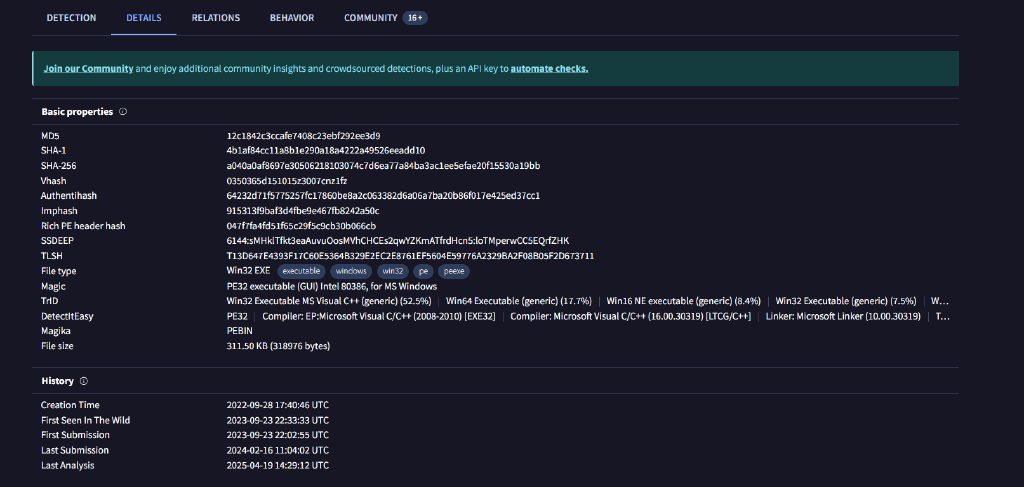 DETECTION DETAILS RELATIONS BEHAVIOR COMMUNITY 16+
Join our Community and enjoy additional community insights and crowdsourced detections, plus an API key to automate checks.
Basic properties
MD5 12c1842c3ccafe7408c23ebf292ee3d9
SHA-1 4b1af84cc11a8b1e290a18a4222a49526eeadd10
SHA-256 a040a0af8697e30506218103074c7d6ea77a84ba3ac1ee5efae20f15530a19bb
Vhash 0350365d151015z3007cnz1fz
Authentihash 64232d71f5775257fc17860be8a2c063382d6a06a7ba20b86f017e425ed37cc1
Imphash 915313f9baf3d4fbe9e467fb8242a50c
Rich PE header hash 047f7fa4fd51f65c29f5c9cb30b066cb
SSDEEP 6144:sMHklTfkt3eaAuvuOosMVhCHCEs2qwYZKmATfrdHcn5:loTMperwCC5EQrfZHK
TLSH T13D647E4393F17C60E5364B329E2EC2E8761EF5604E59776A2329BA2F08B05F2D673711
File type Win32 EXE executable windows win32 pe peexe
Magic PE32 executable (GUI) Intel 80386, for MS Windows
TrID Win32 Executable MS Visual C++ (generic) (52.5%) Win64 Executable (generic) (17.7%) Win16 NE executable (generic) (8.4%) Win32 Executable (generic) (7.5%) W...
DetectItEasy PE32 Compiler: EP:Microsoft Visual C/C++ (2008-2010) [EXE32] Compiler: Microsoft Visual C/C++ (16.00.30319) [LTCG/C++] Linker: Microsoft Linker (10.00.30319) T...
Magika PEBIN
File size 311.50 KB (318976 bytes)
History
Creation Time 2022-09-28 17:40:46 UTC
First Seen In The Wild 2023-09-23 22:33:33 UTC
First Submission 2023-09-23 22:02:55 UTC
Last Submission 2024-02-16 11:04:02 UTC
Last Analysis 2025-04-19 14:29:12 UTC